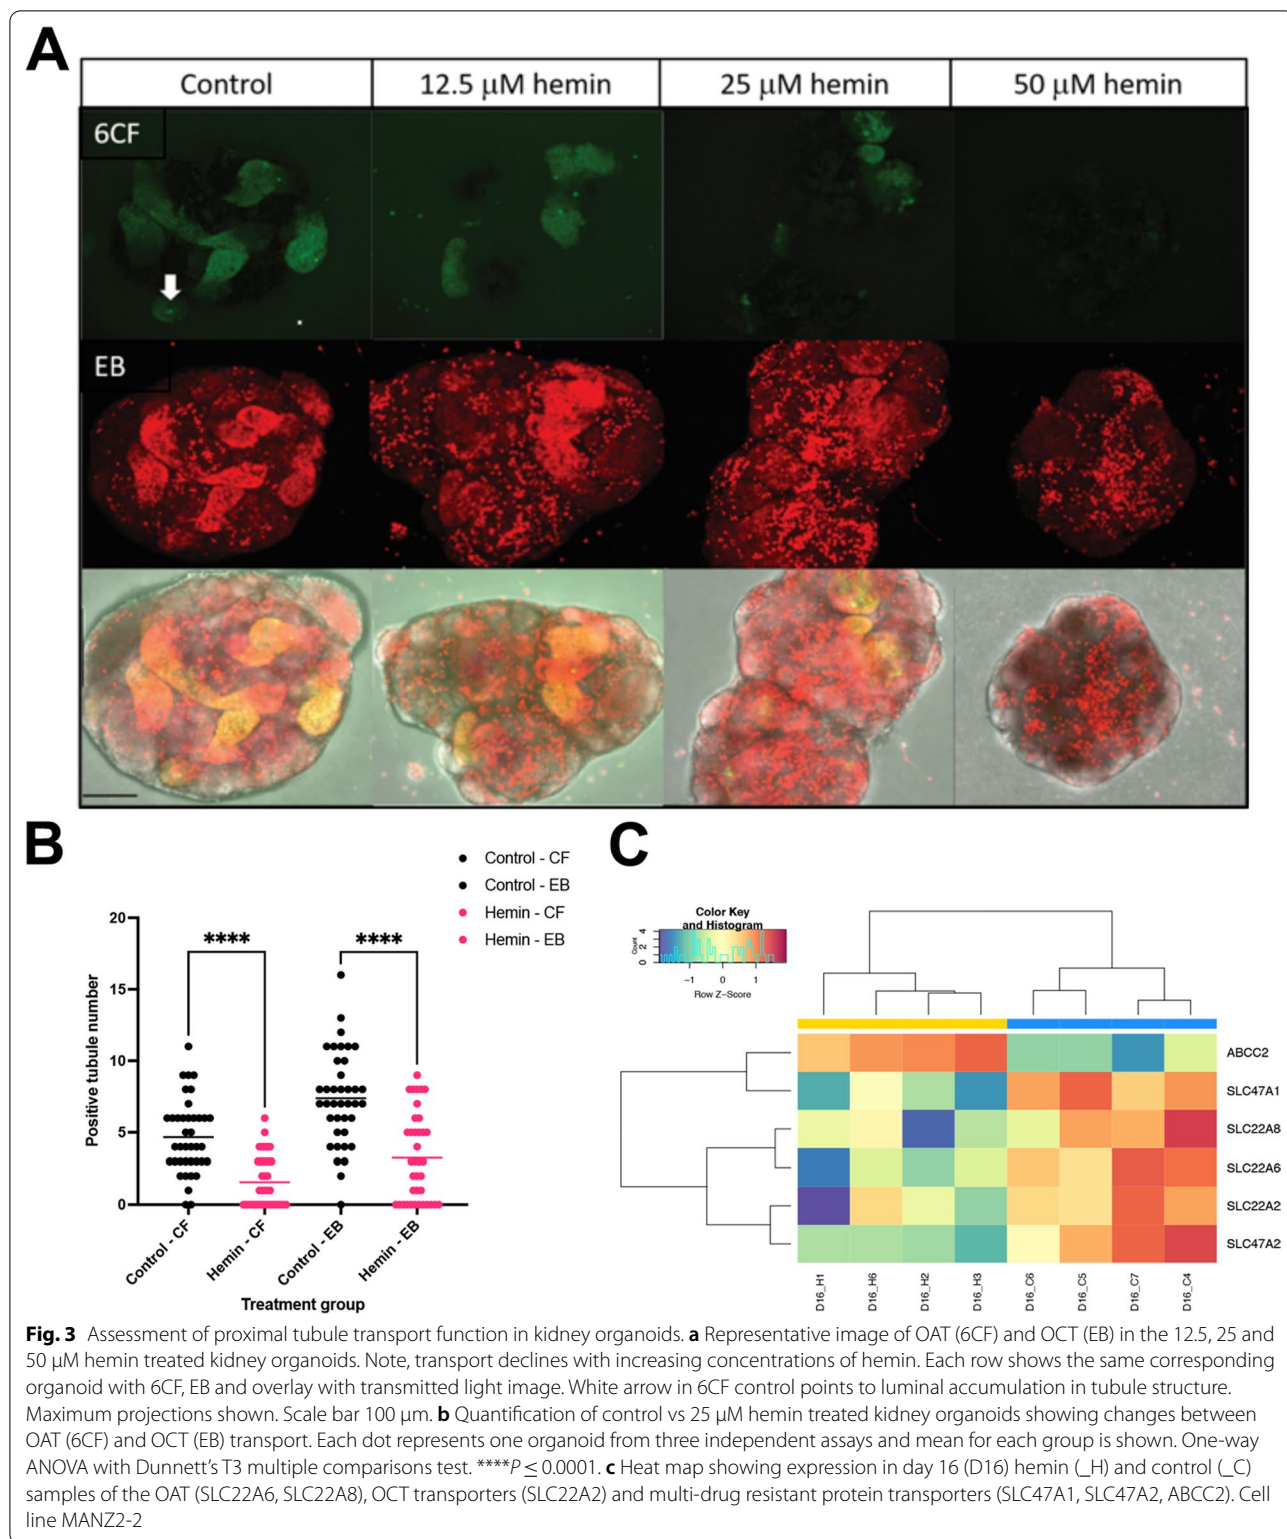 A
Control
12.5 μM hemin
25 μM hemin
50 μM hemin
6CF
EB
B
Control - CF
Control - EB
Hemin - CF
Hemin - EB
Positive tubule number
20
15
10
5
0
****
****
Control - CF
Hemin - CF
Control - EB
Hemin - EB
Treatment group
C
Color Key
and Histogram
Count
0 2 4
−1 0 1
Row Z−Score
ABCC2
SLC47A1
SLC22A8
SLC22A6
SLC22A2
SLC47A2
D16_H1
D16_H6
D16_H2
D16_H3
D16_C6
D16_C5
D16_C7
D16_C4
Fig. 3 Assessment of proximal tubule transport function in kidney organoids. a Representative image of OAT (6CF) and OCT (EB) in the 12.5, 25 and
50 μM hemin treated kidney organoids. Note, transport declines with increasing concentrations of hemin. Each row shows the same corresponding
organoid with 6CF, EB and overlay with transmitted light image. White arrow in 6CF control points to luminal accumulation in tubule structure.
Maximum projections shown. Scale bar 100 μm. b Quantification of control vs 25 μM hemin treated kidney organoids showing changes between
OAT (6CF) and OCT (EB) transport. Each dot represents one organoid from three independent assays and mean for each group is shown. One-way
ANOVA with Dunnett's T3 multiple comparisons test. ****P ≤ 0.0001. c Heat map showing expression in day 16 (D16) hemin (_H) and control (_C)
samples of the OAT (SLC22A6, SLC22A8), OCT transporters (SLC22A2) and multi-drug resistant protein transporters (SLC47A1, SLC47A2, ABCC2). Cell
line MANZ2-2